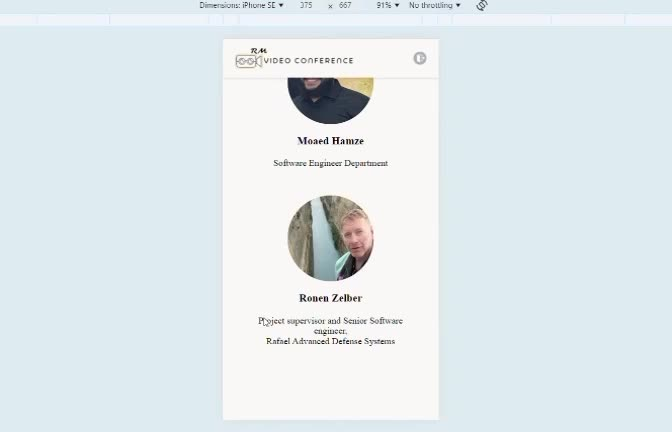 Dimensions: iPhone SE 375 x 667 91% No throttling
RM
VIDEO CONFERENCE
Moaed Hamze
Software Engineer Department
Ronen Zelber
Project supervisor and Senior Software
engineer,
Rafael Advanced Defense Systems